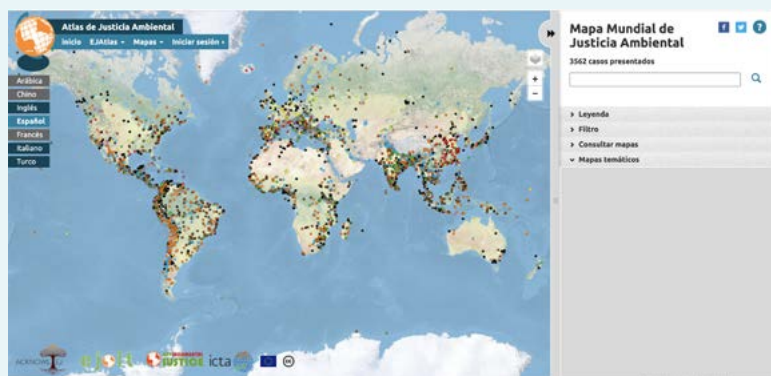 Atlas de Justicia Ambiental
Inicio EJAtlas Mapas Iniciar sesión
Arábica
Chino
Inglés
Español
Francés
Italiano
Turco
+
−
Mapa Mundial de
Justicia Ambiental
3562 casos presentados
Leyenda
Filtro
Consultar mapas
Mapas temáticos
ejolt
JUSTICE
icta